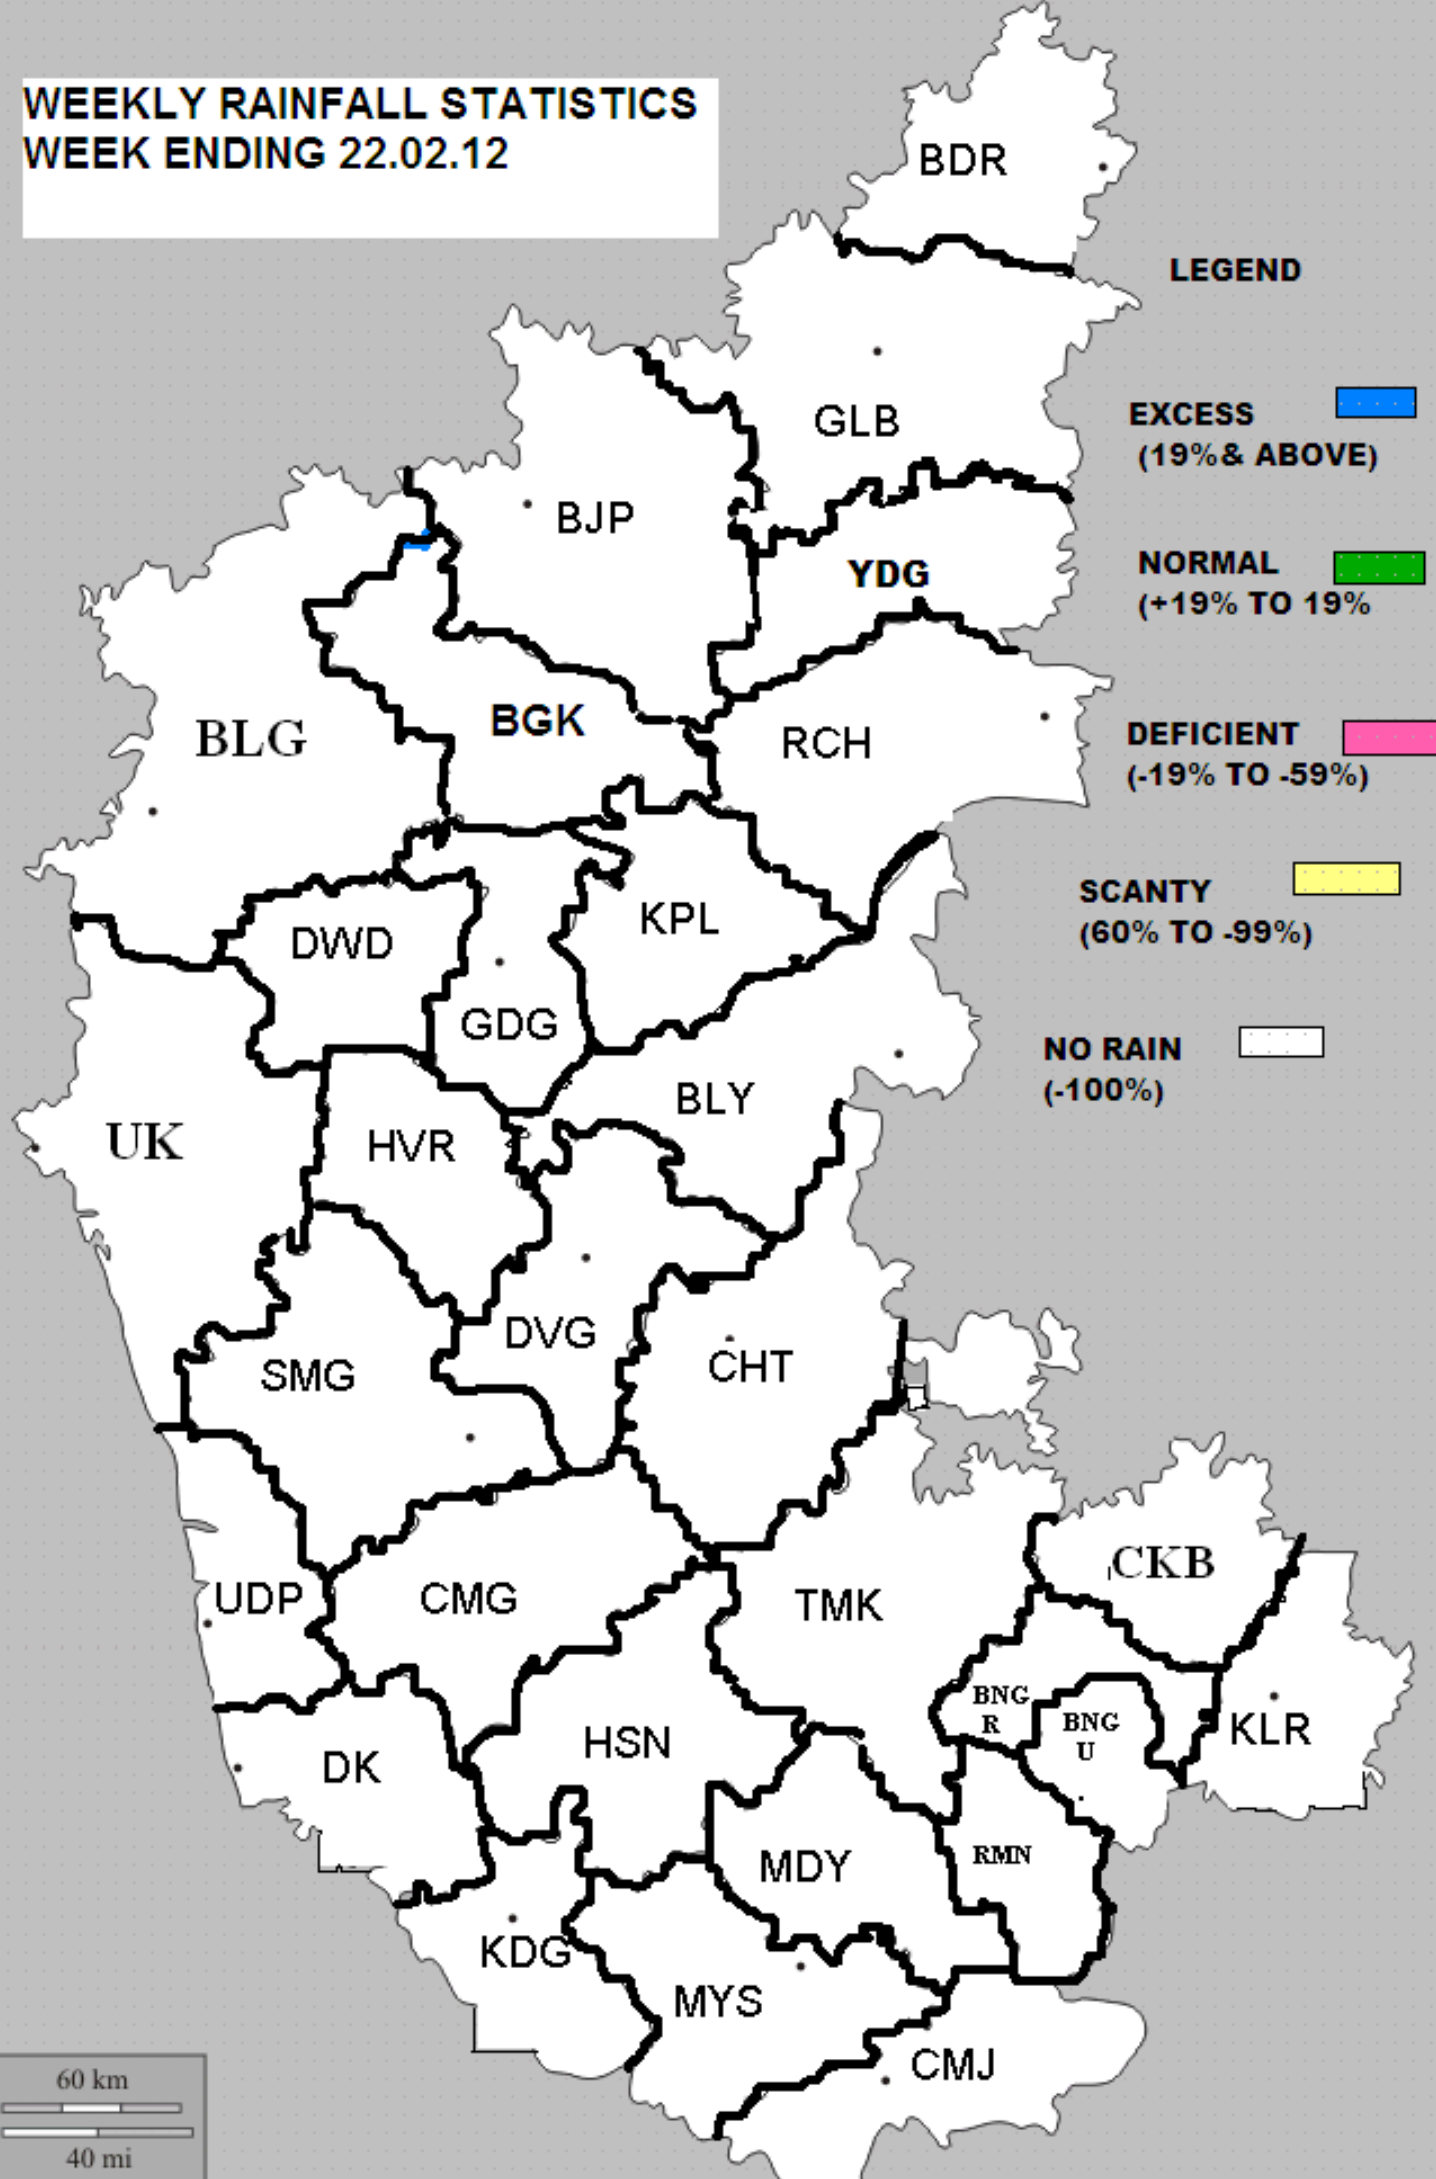 WEEKLY RAINFALL STATISTICS
WEEK ENDING 22.02.12
BDR
LEGEND
GLB
EXCESS
(19%& ABOVE)
BJP
YDG
NORMAL
(+19% TO 19%
BLG
BGK
RCH
DEFICIENT
(-19% TO -59%)
KPL
SCANTY
(60% TO -99%)
DWD
GDG
NO RAIN
(-100%)
BLY
UK
HVR
DVG
CHT
SMG
CKB
UDP
CMG
TMK
BNG
R
BNG
U
KLR
HSN
DK
MDY
RMN
KDG
MYS
CMJ
60 km
40 mi